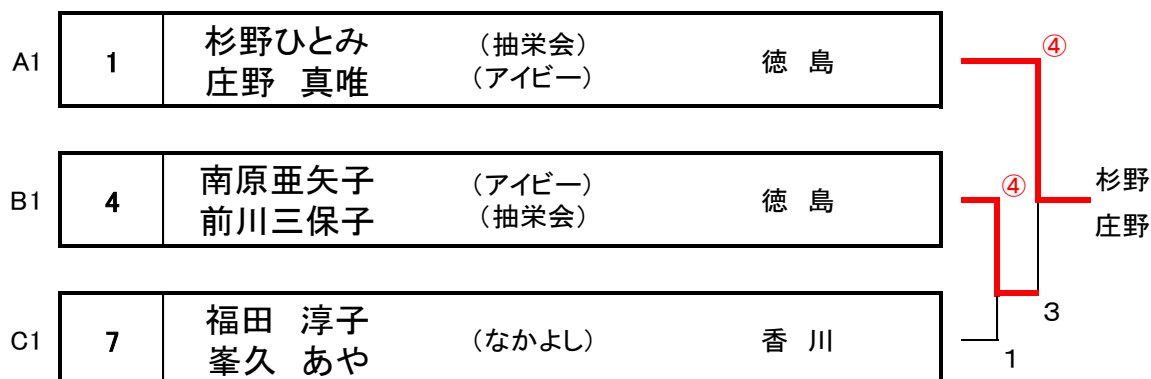 杉野ひとみ (抽栄会) ④
A1 1 徳 島
庄野 真唯 (アイビー)
南原亜矢子 (アイビー) ④ 杉野
B1 4 徳 島
前川三保子 (抽栄会) 庄野
福田 淳子 3
C1 7 (なかよし) 香 川
峯久 あや 1